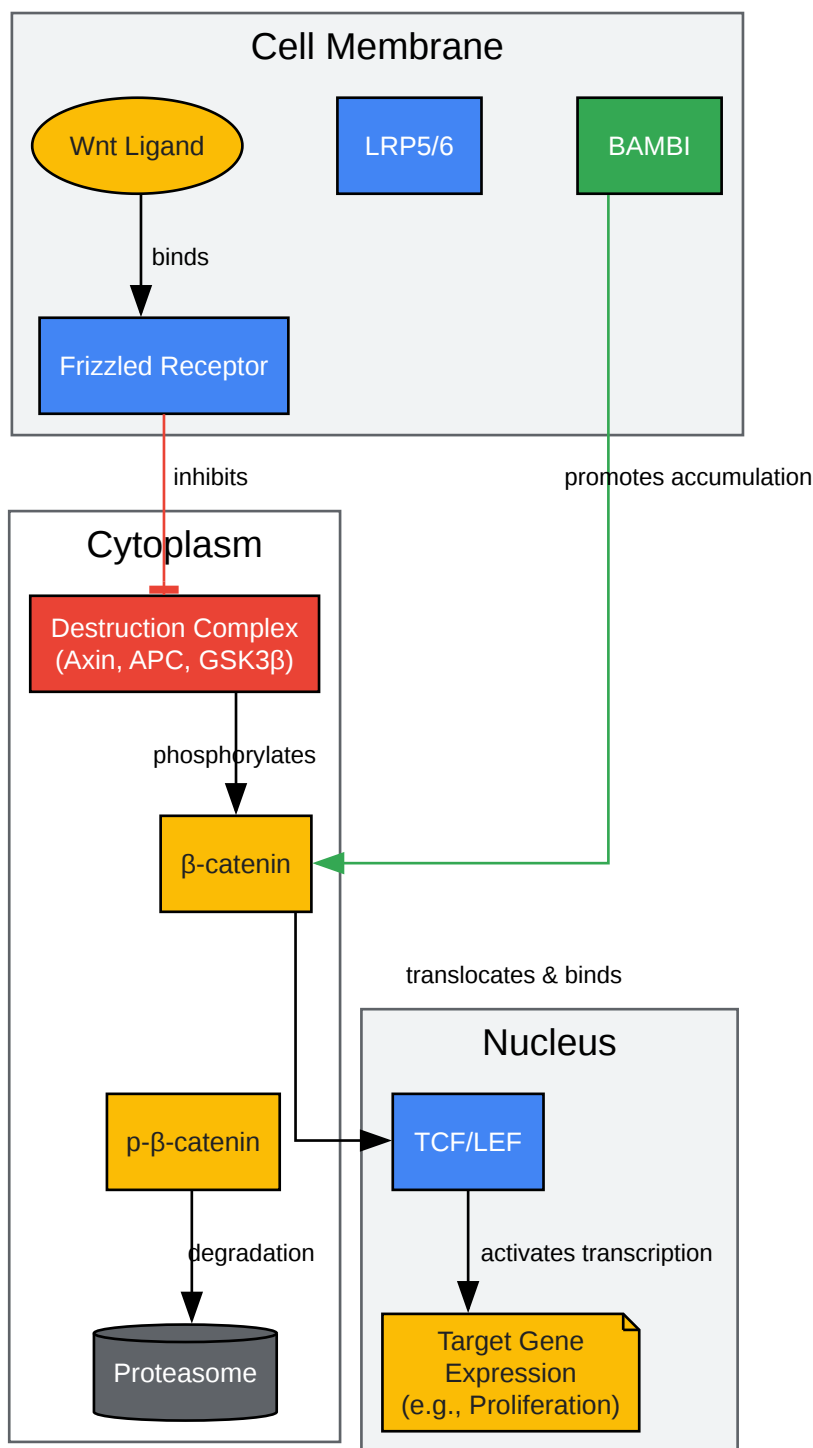 Cell Membrane
Wnt Ligand
LRP5/6
BAMBI
binds
Frizzled Receptor
inhibits
promotes accumulation
Cytoplasm
Destruction Complex
(Axin, APC, GSK3β)
phosphorylates
β-catenin
translocates & binds
Nucleus
p-β-catenin
TCF/LEF
degradation
activates transcription
Proteasome
Target Gene
Expression
(e.g., Proliferation)